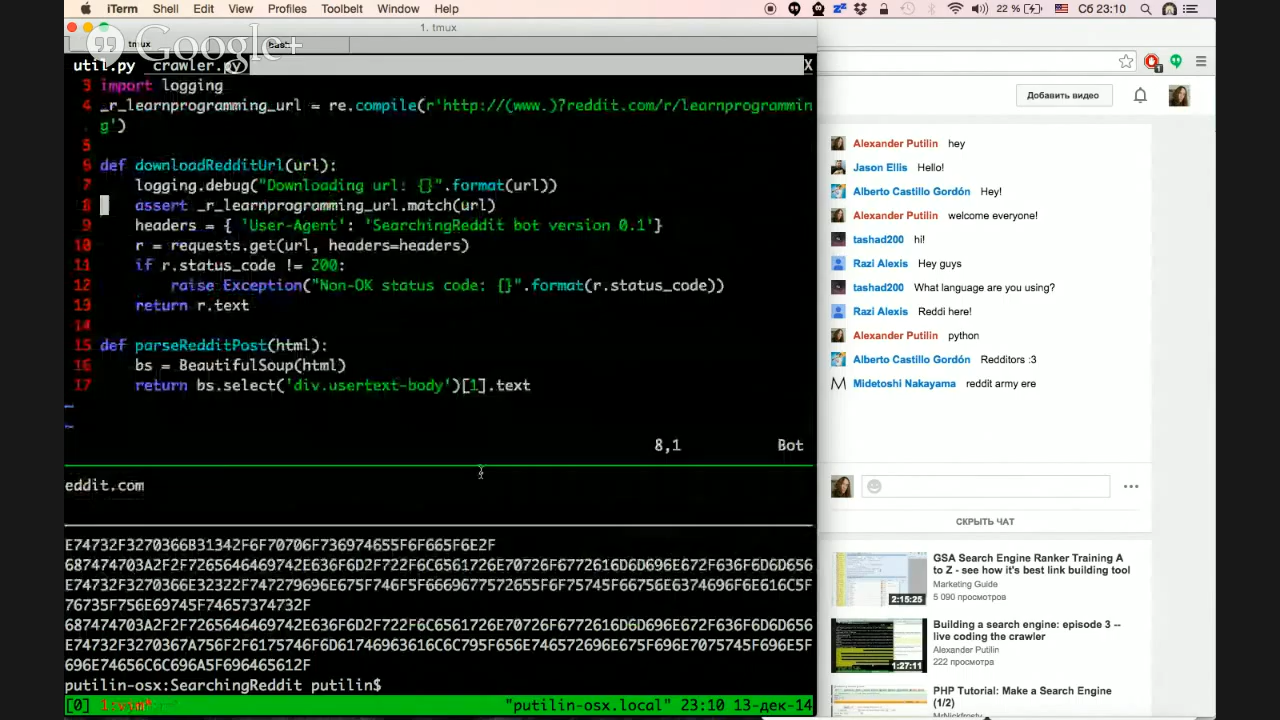 Shell Edit View Profiles Toolbelt Window Help 22 % Сб 23:10
1. tmux
tmux bash
Google+
util.py crawler.py X
3 import logging
4 _r_learnprogramming_url = re.compile(r'http://(www.)?reddit.com/r/learnprogrammin
g')
5
6 def downloadRedditUrl(url):
7 logging.debug("Downloading url: {}".format(url))
8 assert _r_learnprogramming_url.match(url)
9 headers = { 'User-Agent': 'SearchingReddit bot version 0.1'}
10 r = requests.get(url, headers=headers)
11 if r.status_code != 200:
12 raise Exception("Non-OK status code: {}".format(r.status_code))
13 return r.text
14
15 def parseRedditPost(html):
16 bs = BeautifulSoup(html)
17 return bs.select('div.usertext-body')[1].text
~
~
8,1 Bot
eddit.com
putilin-osx:SearchingReddit putilin$
[0] 1:vim* "putilin-osx.local" 23:10 13-дек-14
Добавить видео
Alexander Putilin hey
Jason Ellis Hello!
Alberto Castillo Gordón Hey!
Alexander Putilin welcome everyone!
tashad200 hi!
Razi Alexis Hey guys
tashad200 What language are you using?
Razi Alexis Reddi here!
Alexander Putilin python
Alberto Castillo Gordón Redditors :3
Midetoshi Nakayama reddit army ere
СКРЫТЬ ЧАТ
GSA Search Engine Ranker Training A
to Z - see how it's best link building tool
Marketing Guide
5 090 просмотров
2:15:25
Building a search engine: episode 3 --
live coding the crawler
Alexander Putilin
222 просмотра
1:27:11
PHP Tutorial: Make a Search Engine
(1/2)